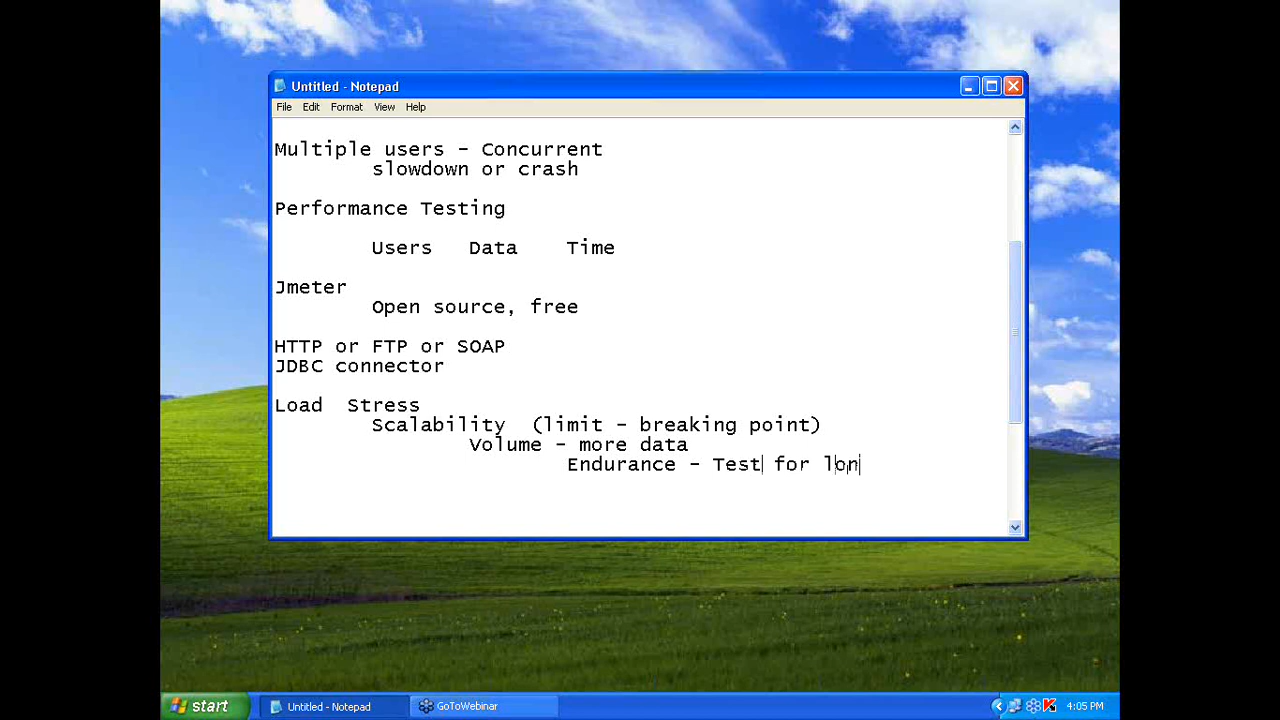 Untitled - Notepad
File Edit Format View Help
Multiple users - Concurrent
slowdown or crash
Performance Testing
Users Data Time
Jmeter
Open source, free
HTTP or FTP or SOAP
JDBC connector
Load Stress
Scalability (limit - breaking point)
Volume - more data
Endurance - Test for lon
start Untitled - Notepad GoToWebinar 4:05 PM